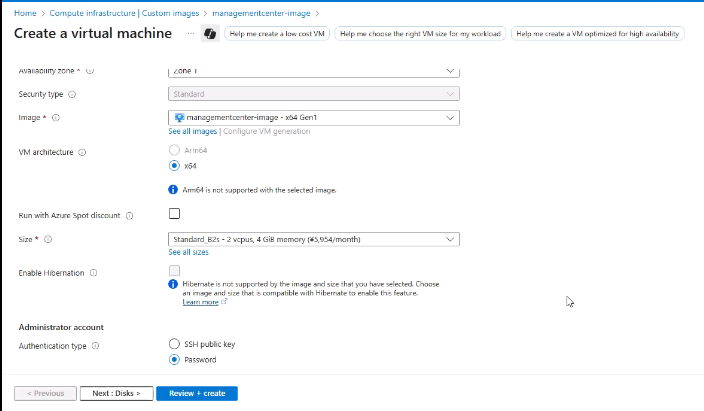 Home > Compute infrastructure | Custom images > managementcenter-image >
Create a virtual machine ... Help me create a low cost VM Help me choose the right VM size for my workload Help me create a VM optimized for high availability
Availability zone * Zone 1
Security type Standard
Image * managementcenter-image - x64 Gen1
See all images | Configure VM generation
VM architecture Arm64
x64
Arm64 is not supported with the selected image.
Run with Azure Spot discount
Size * Standard_B2s - 2 vcpus, 4 GiB memory (¥5,954/month)
See all sizes
Enable Hibernation
Hibernate is not supported by the image and size that you have selected. Choose
an image and size that is compatible with Hibernate to enable this feature.
Learn more
Administrator account
Authentication type SSH public key
Password
< Previous Next : Disks > Review + create